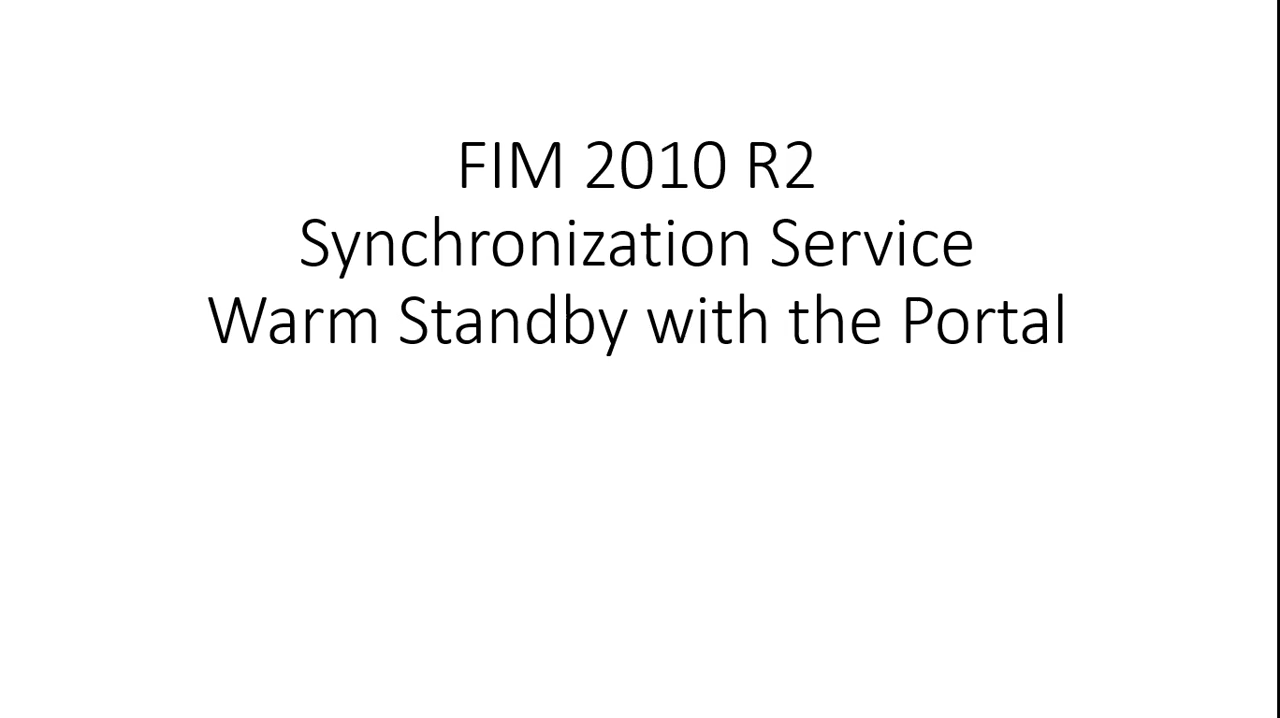 FIM 2010 R2
Synchronization Service
Warm Standby with the Portal